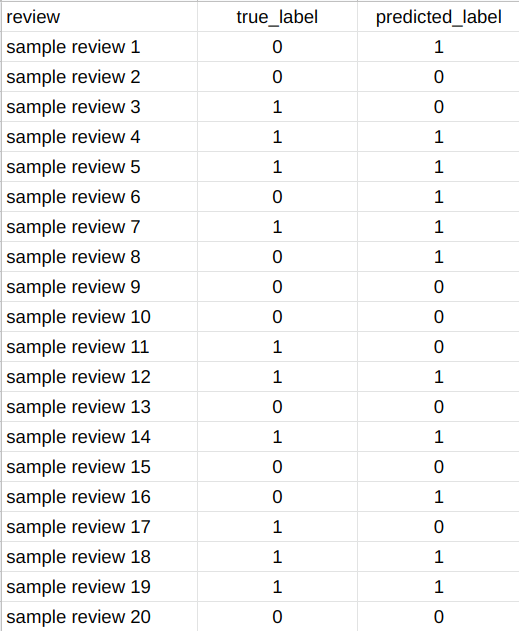 review true_label predicted_label
sample review 1 0 1
sample review 2 0 0
sample review 3 1 0
sample review 4 1 1
sample review 5 1 1
sample review 6 0 1
sample review 7 1 1
sample review 8 0 1
sample review 9 0 0
sample review 10 0 0
sample review 11 1 0
sample review 12 1 1
sample review 13 0 0
sample review 14 1 1
sample review 15 0 0
sample review 16 0 1
sample review 17 1 0
sample review 18 1 1
sample review 19 1 1
sample review 20 0 0